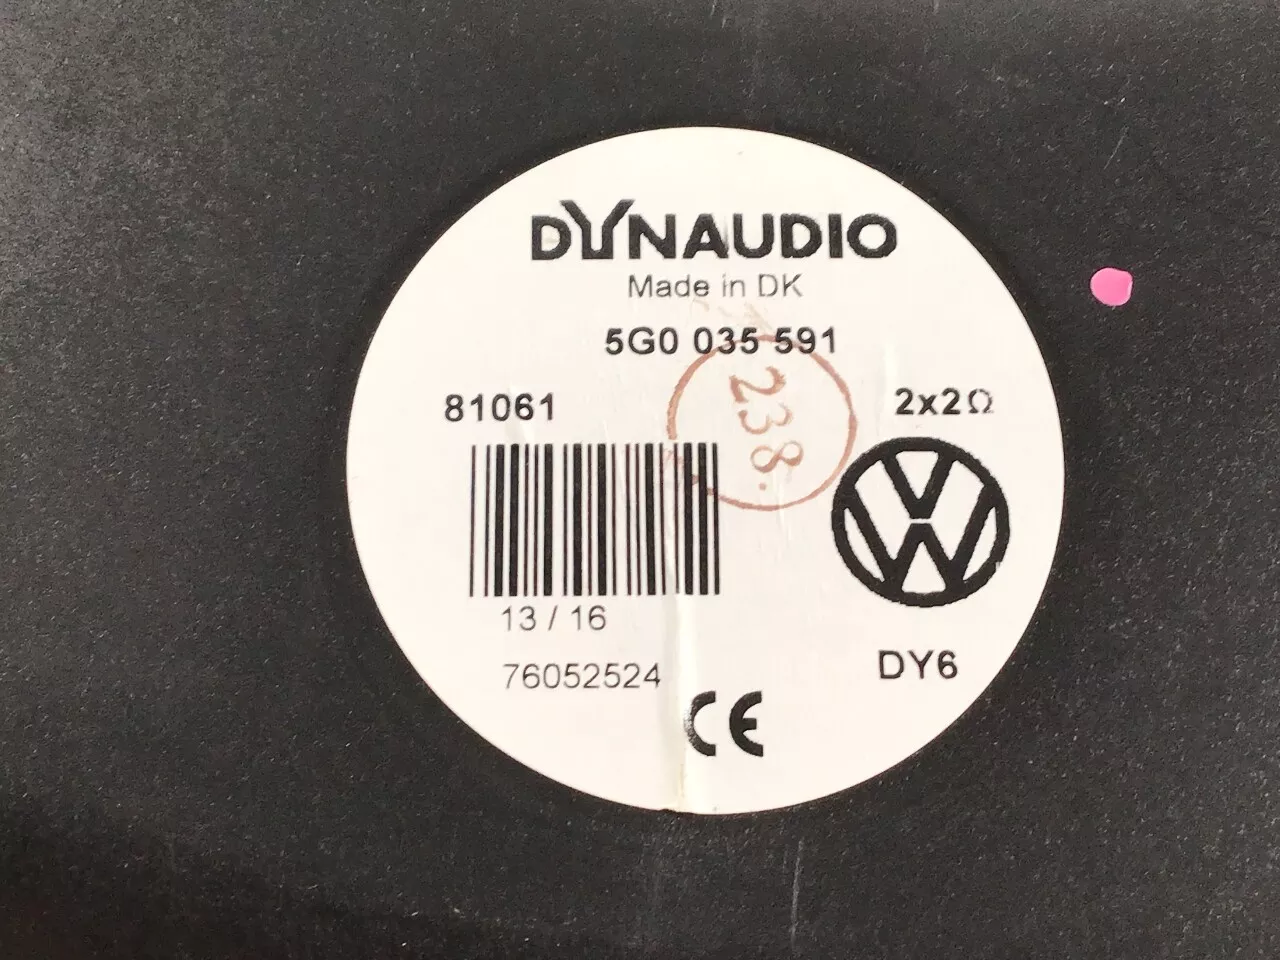 DYNAUDIO
Made in DK
5G0 035 591
81061
2x2Ω
238.
13 / 16
76052524
DY6
CE